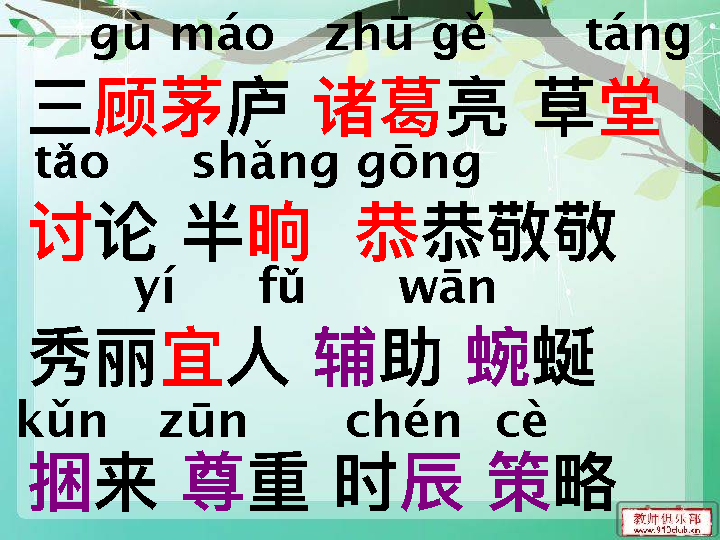 gù máo zhū gě táng
三顾茅庐 诸葛亮 草堂
tǎo shǎng gōng
讨论 半晌 恭恭敬敬
yí fǔ wān
秀丽宜人 辅助 蜿蜒
kǔn zūn chén cè
捆来 尊重 时辰 策略
教师俱乐部
www.910club.cn